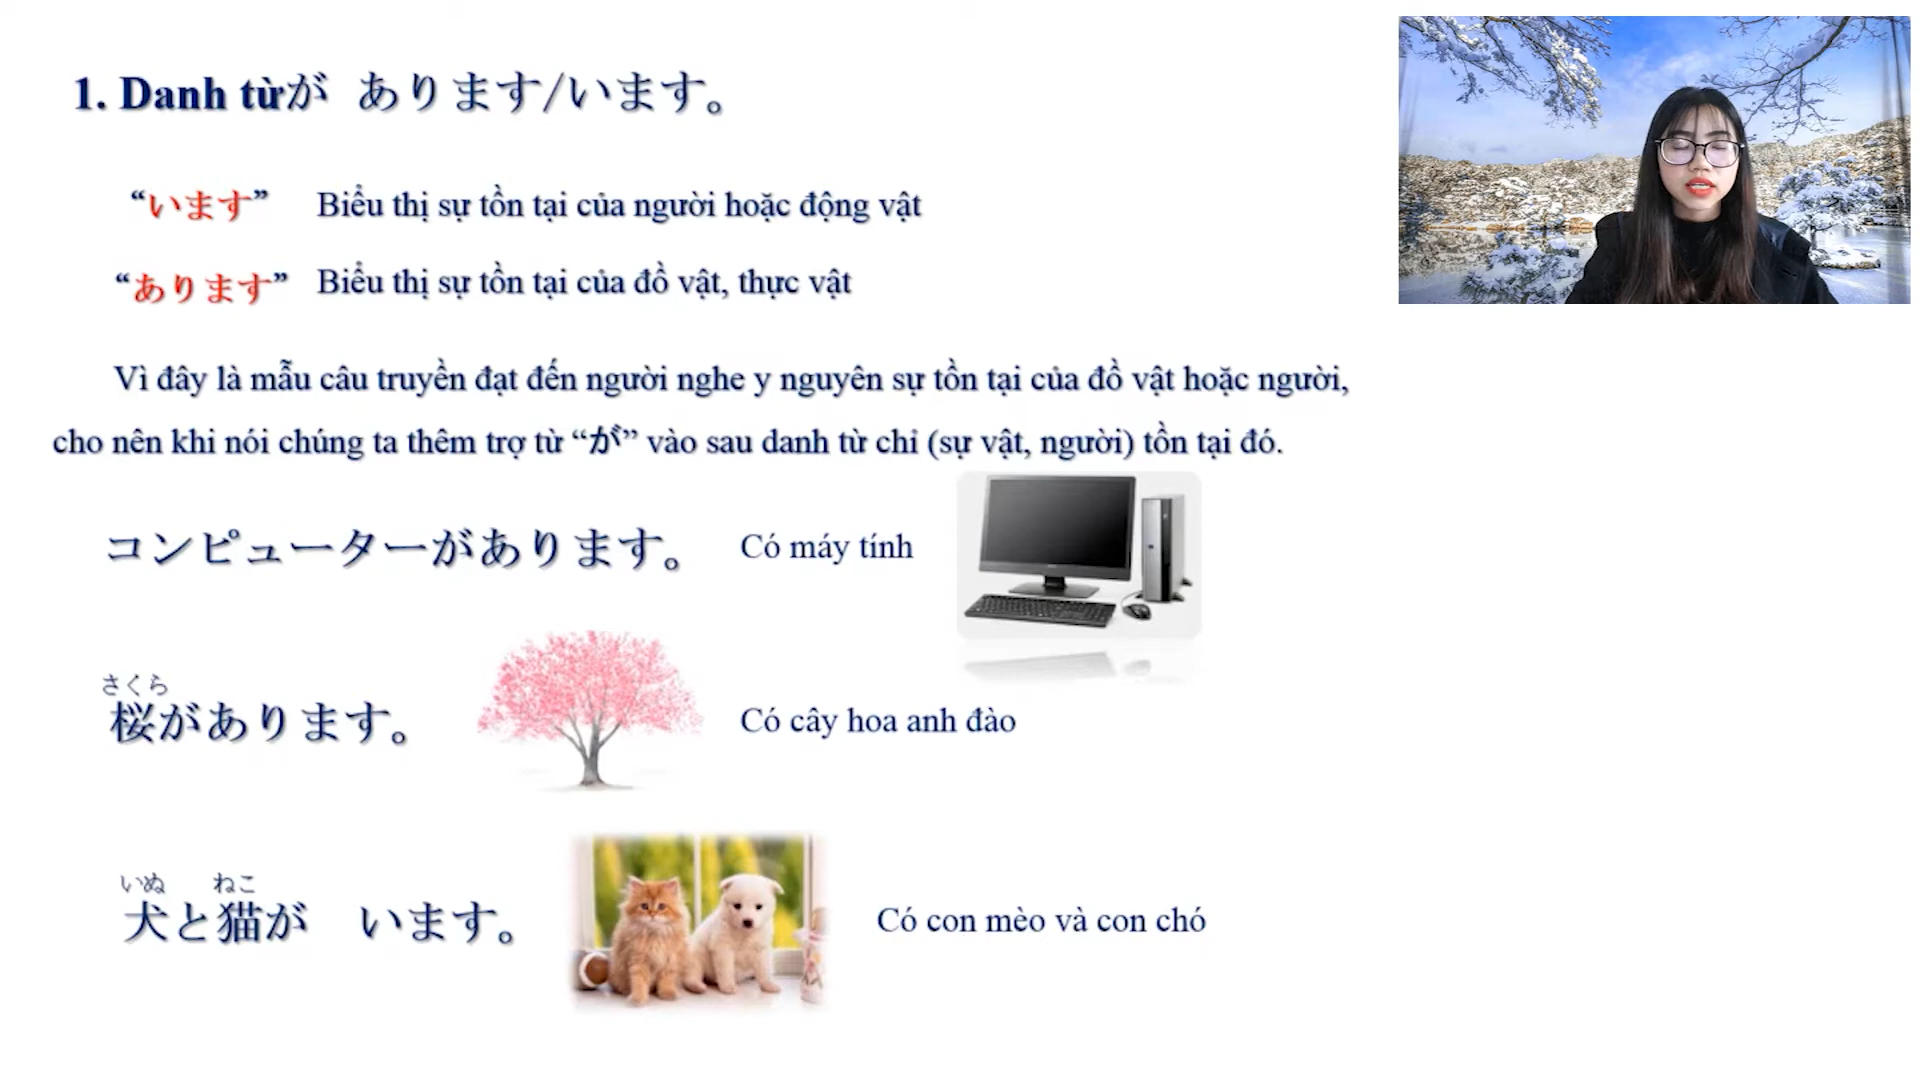 1. Danh từが あります/います。
“います” Biểu thị sự tồn tại của người hoặc động vật
“あります” Biểu thị sự tồn tại của đồ vật, thực vật
Vì đây là mẫu câu truyền đạt đến người nghe y nguyên sự tồn tại của đồ vật hoặc người,
cho nên khi nói chúng ta thêm trợ từ “が” vào sau danh từ chỉ (sự vật, người) tồn tại đó.
コンピューターがあります。 Có máy tính
さくら
桜があります。 Có cây hoa anh đào
いぬ ねこ
犬と猫が います。 Có con mèo và con chó